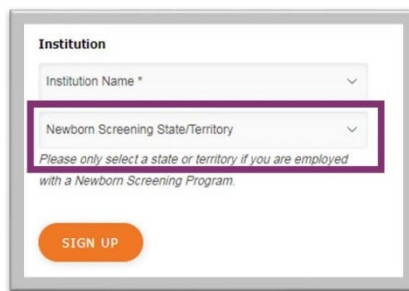 Institution
Institution Name *
Newborn Screening State/Territory
Please only select a state or territory if you are employed
with a Newborn Screening Program.
SIGN UP